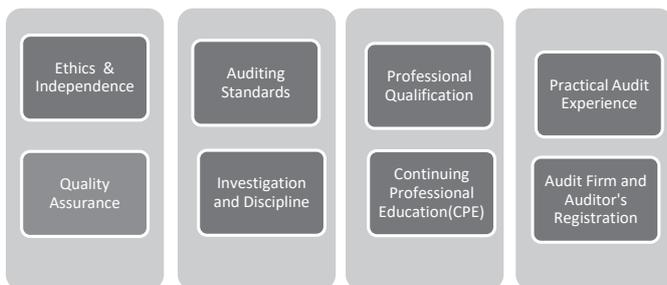 Ethics &
Independence
Auditing
Standards
Professional
Qualification
Practical Audit
Experience
Quality
Assurance
Investigation
and Discipline
Continuing
Professional
Education(CPE)
Audit Firm and
Auditor's
Registration